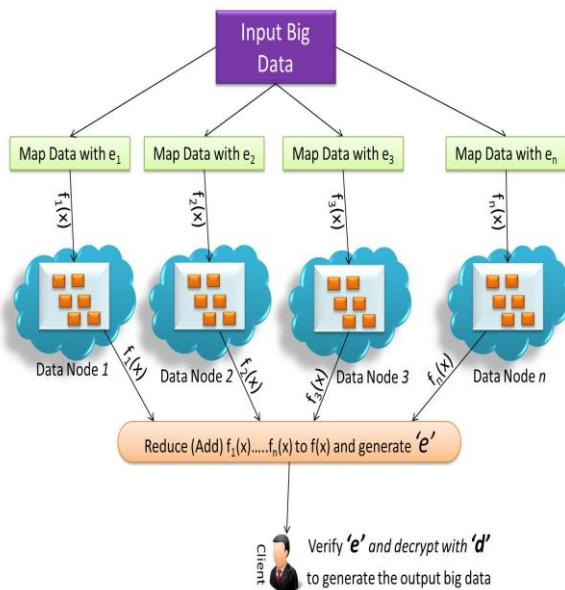 Input Big
Data
Map Data with e₁
Map Data with e₂
Map Data with e₃
Map Data with eₙ
f₁(x)
f₂(x)
f₃(x)
fₙ(x)
Data Node 1
Data Node 2
Data Node 3
Data Node n
f₁(x)
f₂(x)
f₃(x)
fₙ(x)
Reduce (Add) f₁(x).....fₙ(x) to f(x) and generate 'e'
Client
Verify 'e' and decrypt with 'd'
to generate the output big data